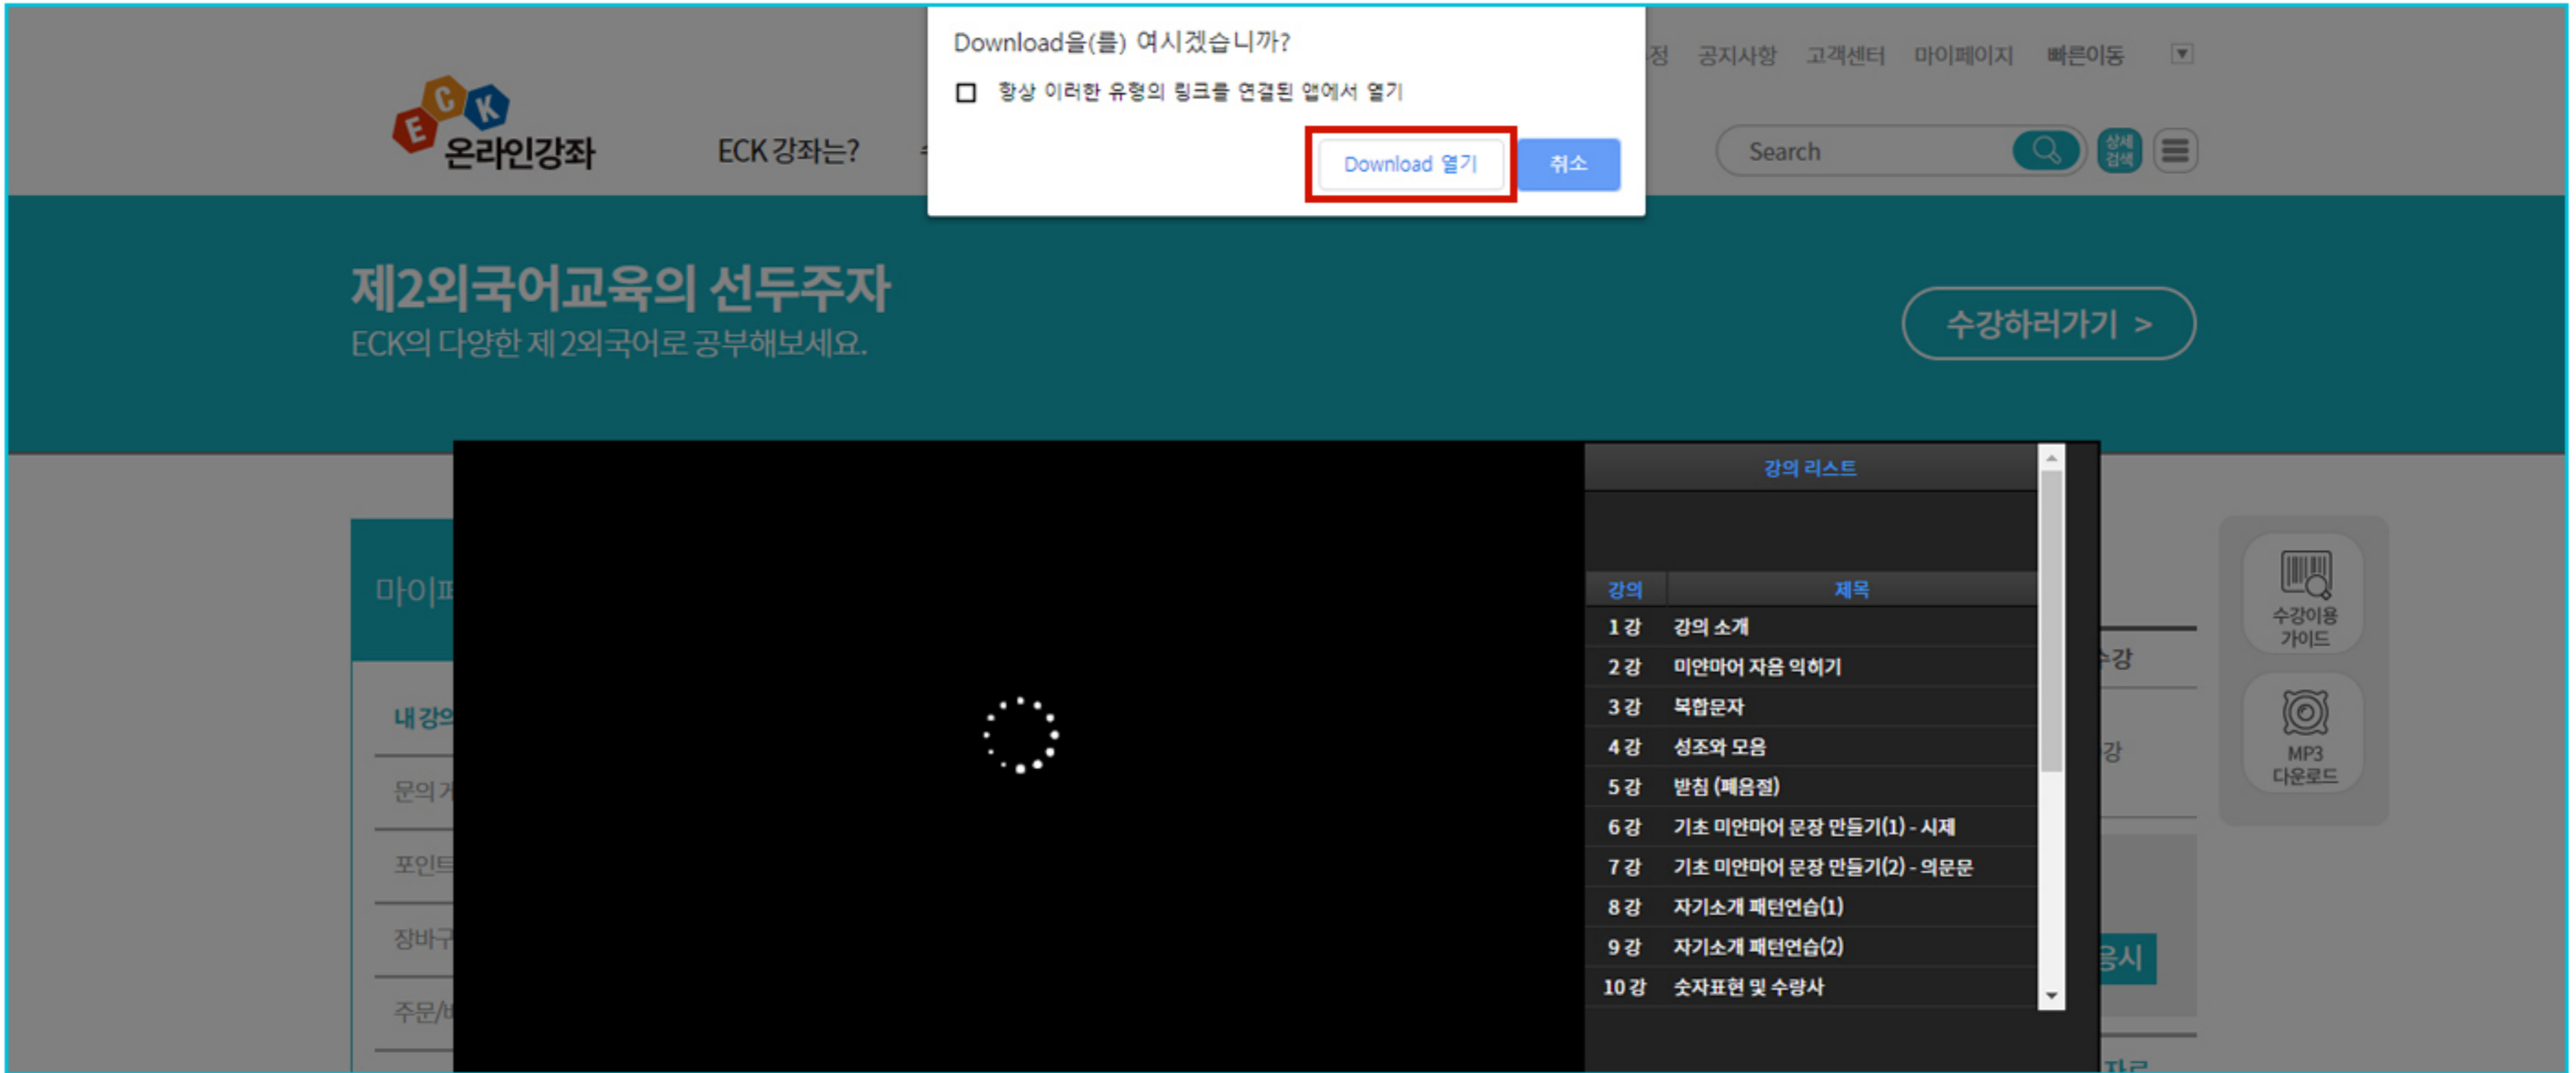 Download을(를) 여시겠습니까?
항상 이러한 유형의 링크를 연결된 앱에서 열기
Download 열기
취소
공지사항
고객센터
마이페이지
빠른이동
ECK
온라인강좌
ECK 강좌는?
Search
상세
검색
제2외국어교육의 선두주자
ECK의 다양한 제 2외국어로 공부해보세요.
수강하러가기 >
강의 리스트
강의 제목
1 강 강의 소개
2 강 미얀마어 자음 익히기
3 강 복합문자
4 강 성조와 모음
5 강 받침 (폐음절)
6 강 기초 미얀마어 문장 만들기(1) - 시제
7 강 기초 미얀마어 문장 만들기(2) - 의문문
8 강 자기소개 패턴연습(1)
9 강 자기소개 패턴연습(2)
10 강 숫자표현 및 수량사
내 강의
문의
포인트
주문/
수강이용
가이드
MP3
다운로드
응시